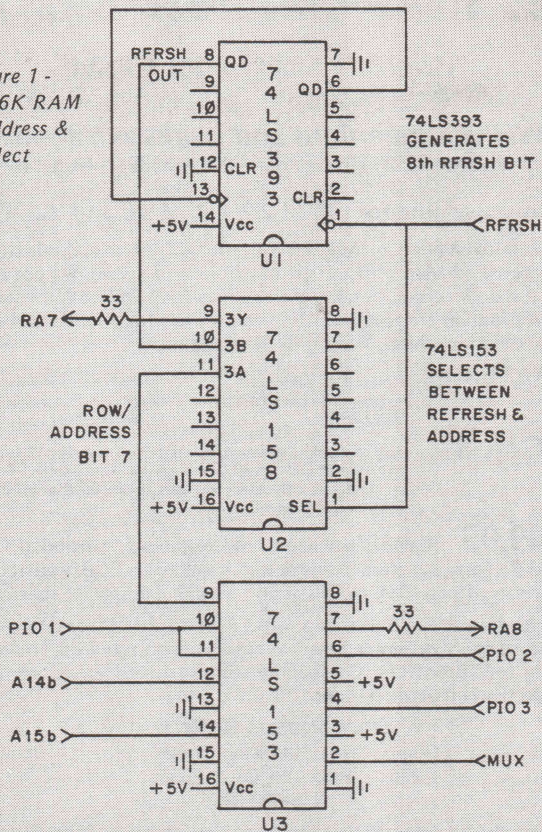 ure 1 -
6K RAM
ddress &
lect
RFRSH
OUT
8 QD
9
10
11
12 CLR
13
14 Vcc
+5V
7
4
L
S
3
9
3
7
QD 6
5
4
3
CLR 2
1
U1
74LS393
GENERATES
8th RFRSH BIT
RFRSH
RA7
33
9 3Y
10 3B
11 3A
12
13
14
15
16 Vcc
+5V
7
4
L
S
1
5
8
8
7
6
5
4
3
2
SEL 1
U2
ROW/
ADDRESS
BIT 7
74LS153
SELECTS
BETWEEN
REFRESH &
ADDRESS
PIO 1
A14b
A15b
9
10
11
12
13
14
15
16 Vcc
+5V
7
4
L
S
1
5
3
8
7
6
5
4
3
2
1
U3
33
RA8
PIO 2
+5V
PIO 3
+5V
MUX